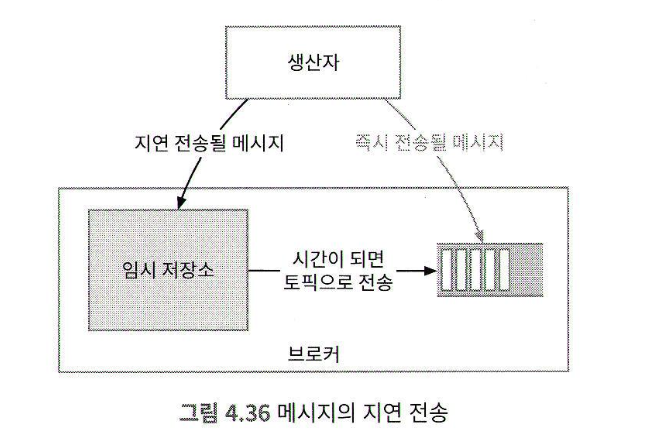 생산자
지연 전송될 메시지
즉시 전송될 메시지
임시 저장소
시간이 되면
토픽으로 전송
브로커
그림 4.36 메시지의 지연 전송